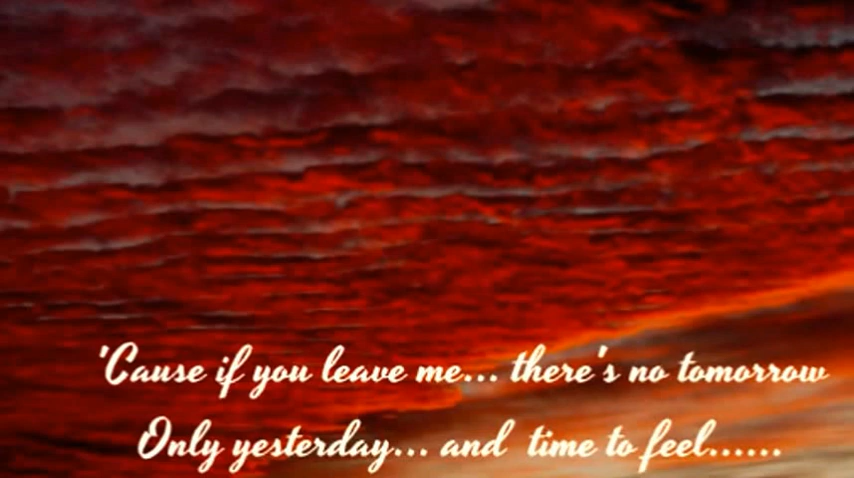 'Cause if you leave me... there's no tomorrow
Only yesterday... and time to feel......